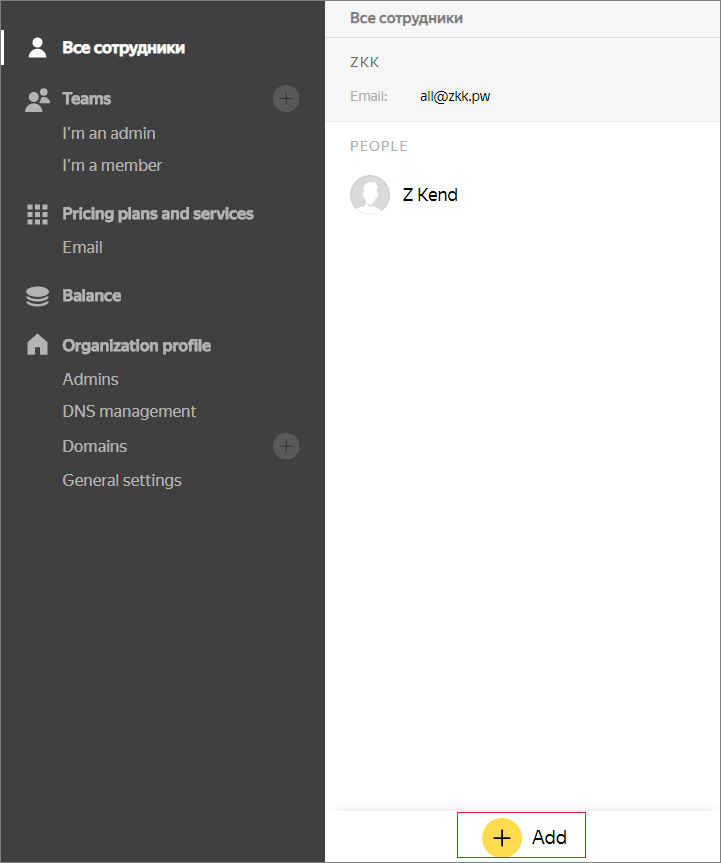 Все сотрудники
Teams
I'm an admin
I'm a member
Pricing plans and services
Email
Balance
Organization profile
Admins
DNS management
Domains
General settings
Все сотрудники
ZKK
Email: all@zkk.pw
PEOPLE
Z Kend
Add